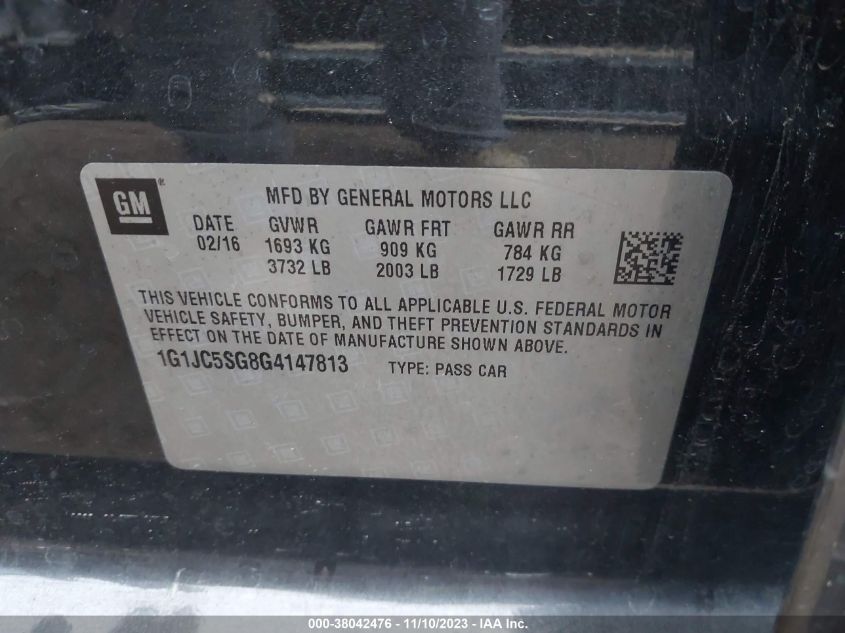 GM ®
MFD BY GENERAL MOTORS LLC
DATE GVWR GAWR FRT GAWR RR
02/16 1693 KG 909 KG 784 KG
3732 LB 2003 LB 1729 LB
THIS VEHICLE CONFORMS TO ALL APPLICABLE U.S. FEDERAL MOTOR
VEHICLE SAFETY, BUMPER, AND THEFT PREVENTION STANDARDS IN
EFFECT ON THE DATE OF MANUFACTURE SHOWN ABOVE.
1G1JC5SG8G4147813 TYPE: PASS CAR
000-38042476 - 11/10/2023 - IAA Inc.